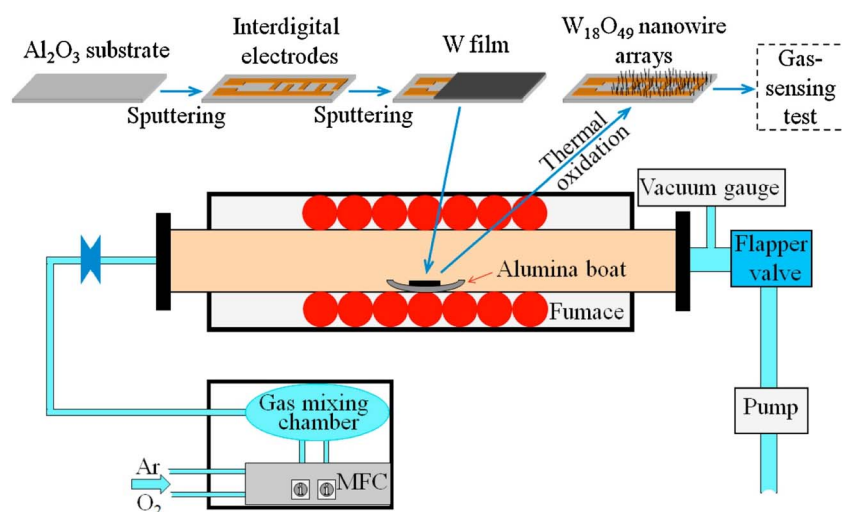 Al₂O₃ substrate
Interdigital
electrodes
W film
W₁₈O₄₉ nanowire
arrays
Gas-
sensing
test
Sputtering
Sputtering
Thermal
oxidation
Vacuum gauge
Flapper
valve
Alumina boat
Fumace
Gas mixing
chamber
Pump
Ar
O₂
MFC